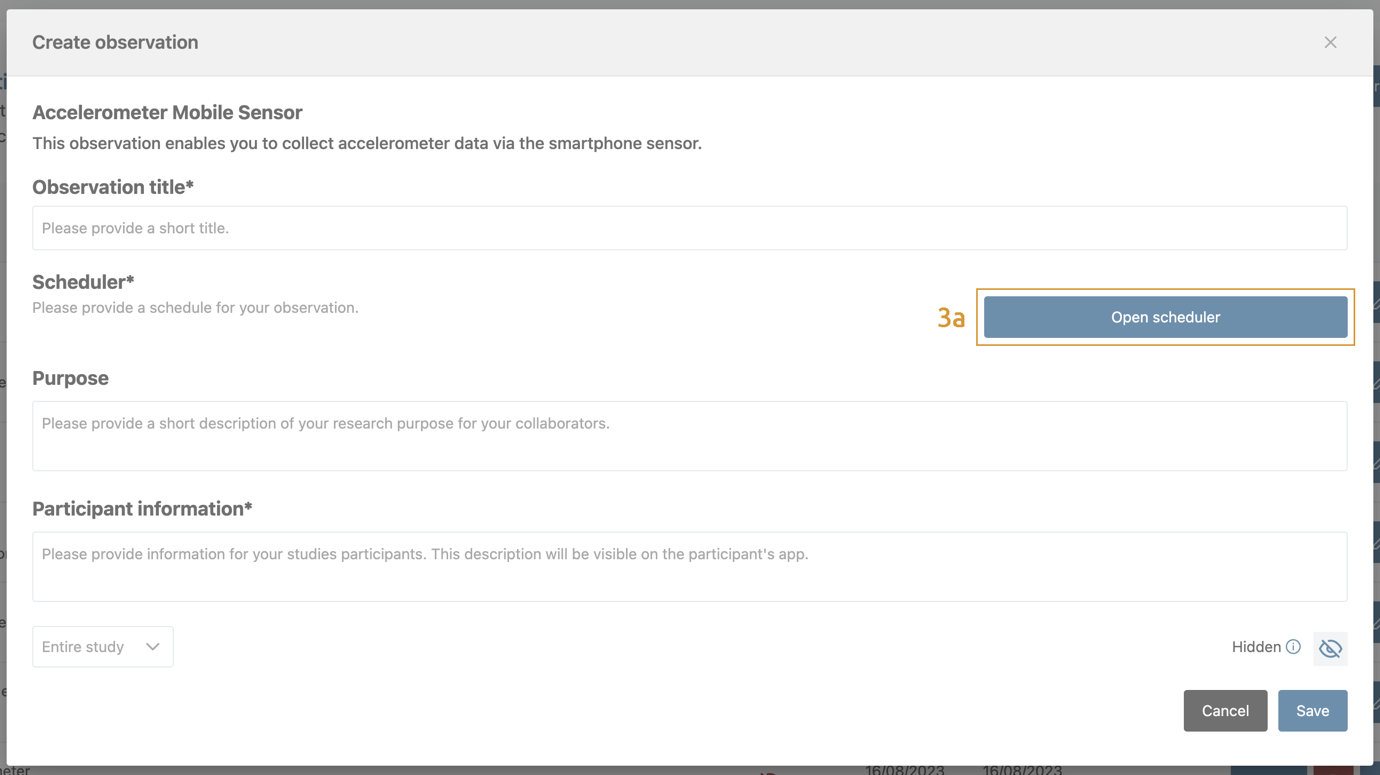 Create observation
Accelerometer Mobile Sensor
This observation enables you to collect accelerometer data via the smartphone sensor.
Observation title*
Please provide a short title.
Scheduler*
Please provide a schedule for your observation.
3a
Open scheduler
Purpose
Please provide a short description of your research purpose for your collaborators.
Participant information*
Please provide information for your studies participants. This description will be visible on the participant's app.
Entire study
Hidden
Cancel
Save
16/08/2023 16/08/2023